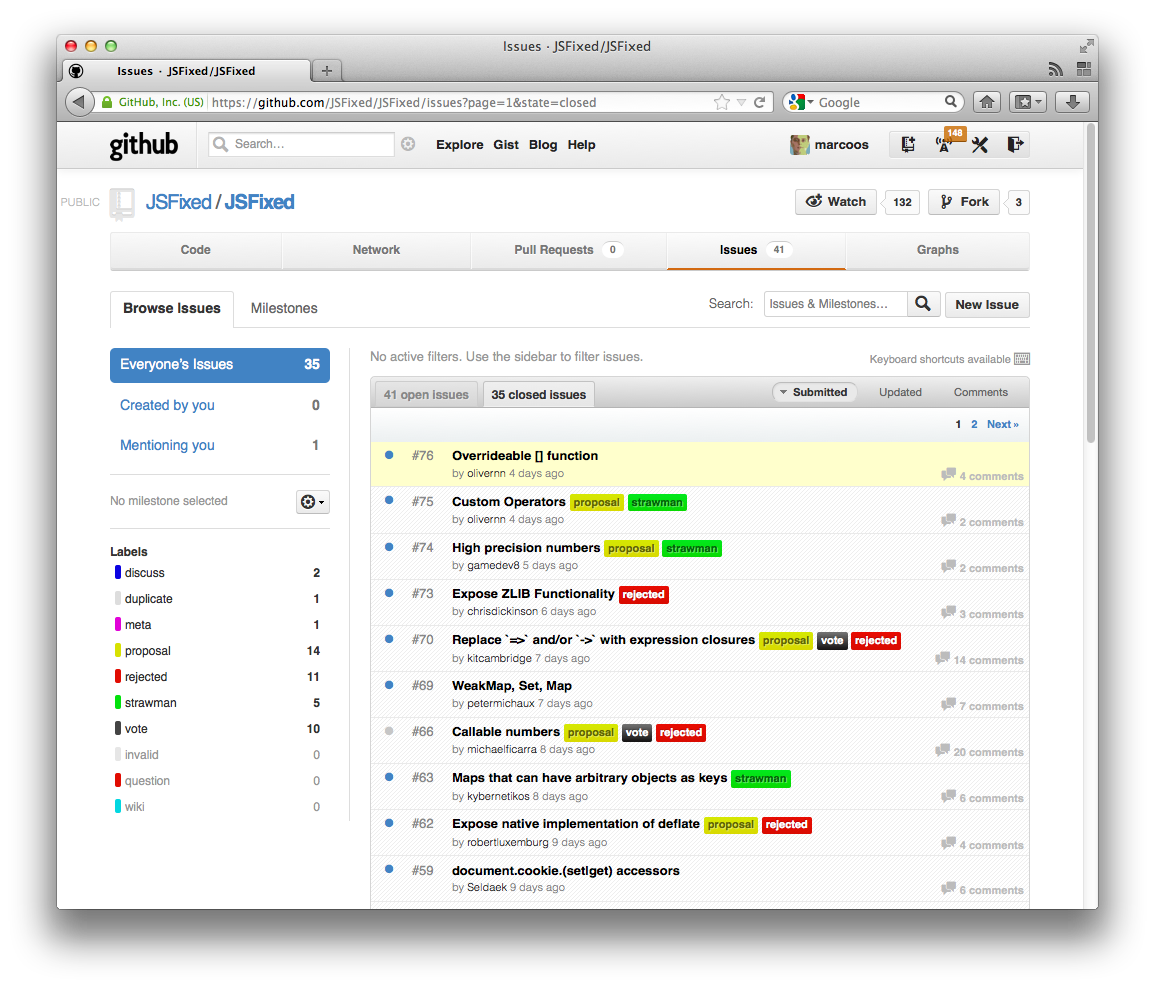 Issues · JSFixed/JSFixed
Issues · JSFixed/JSFixed
GitHub, Inc. (US) https://github.com/JSFixed/JSFixed/issues?page=1&state=closed Google
github Search... Explore Gist Blog Help marcoos 148
PUBLIC JSFixed / JSFixed Watch 132 Fork 3
Code Network Pull Requests 0 Issues 41 Graphs
Browse Issues Milestones Search: Issues & Milestones... New Issue
Everyone's Issues 35
Created by you 0
Mentioning you 1
No milestone selected
Labels
discuss 2
duplicate 1
meta 1
proposal 14
rejected 11
strawman 5
vote 10
invalid 0
question 0
wiki 0
No active filters. Use the sidebar to filter issues. Keyboard shortcuts available
41 open issues 35 closed issues Submitted Updated Comments
1 2 Next »
#76 Overrideable [] function
by olivernn 4 days ago 4 comments
#75 Custom Operators proposal strawman
by olivernn 4 days ago 2 comments
#74 High precision numbers proposal strawman
by gamedev8 5 days ago 2 comments
#73 Expose ZLIB Functionality rejected
by chrisdickinson 6 days ago 3 comments
#70 Replace `=>` and/or `->` with expression closures proposal vote rejected
by kitcambridge 7 days ago 14 comments
#69 WeakMap, Set, Map
by petermichaux 7 days ago 7 comments
#66 Callable numbers proposal vote rejected
by michaelficarra 8 days ago 20 comments
#63 Maps that can have arbitrary objects as keys strawman
by kybernetikos 8 days ago 6 comments
#62 Expose native implementation of deflate proposal rejected
by robertluxemburg 9 days ago 4 comments
#59 document.cookie.(set|get) accessors
by Seldaek 9 days ago 6 comments